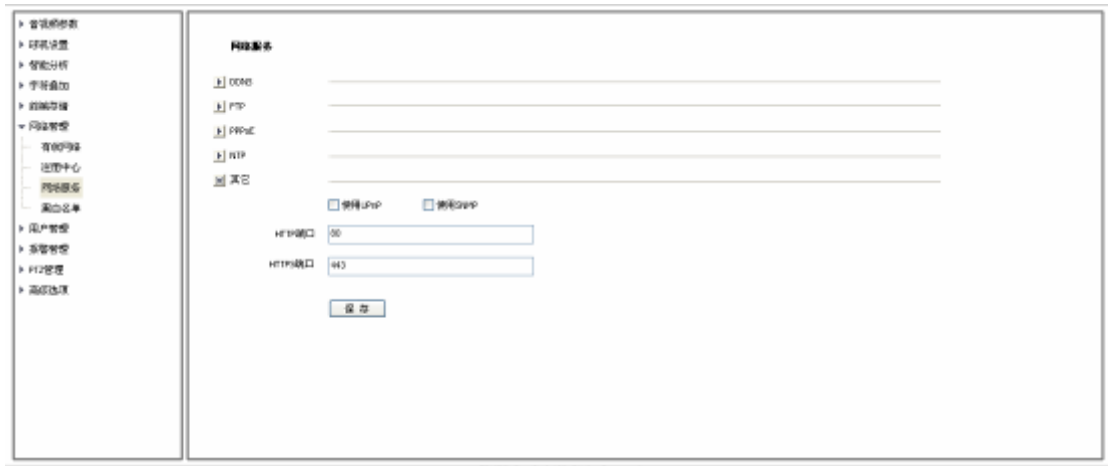 音视频参数
球机设置
智能分析
字符叠加
前端存储
网络管理
有线网络
注册中心
网络服务
黑白名单
用户管理
报警管理
PTZ管理
高级选项
网络服务
DDNS
FTP
PPPoE
NTP
其它
使用UPnP 使用SNMP
HTTP端口 80
HTTPS端口 443
保 存